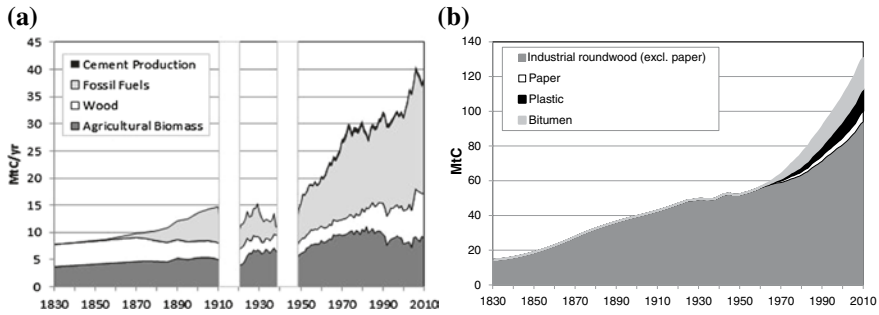 (a)
45
40
35
30
25
20
15
10
5
0
MtC/yr
Cement Production
Fossil Fuels
Wood
Agricultural Biomass
1830 1850 1870 1890 1910 1930 1950 1970 1990 2010
(b)
140
120
100
80
60
40
20
0
MtC
Industrial roundwood (excl. paper)
Paper
Plastic
Bitumen
1830 1850 1870 1890 1910 1930 1950 1970 1990 2010